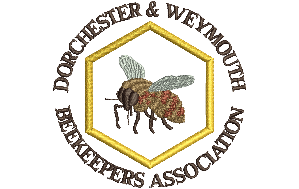 DORCHESTER & WEYMOUTH
BEEKEEPERS ASSOCIATION